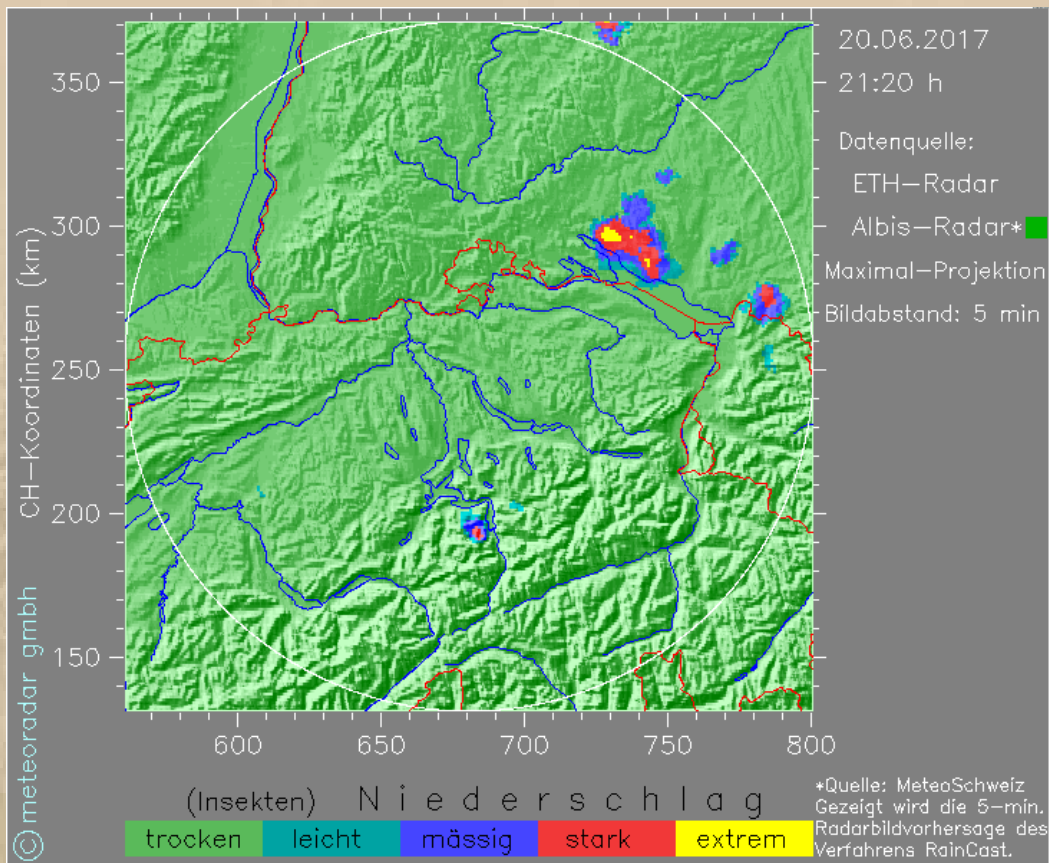 20.06.2017
21:20 h
Datenquelle:
ETH-Radar
Albis-Radar*
Maximal-Projektion
Bildabstand: 5 min
CH-Koordinaten (km)
350
300
250
200
150
600
650
700
750
800
© meteoradar gmbh
(Insekten) Niederschlag
trocken leicht mässig stark extrem
*Quelle: MeteoSchweiz
Gezeigt wird die 5-min.
Radarbildvorhersage des
Verfahrens RainCast.